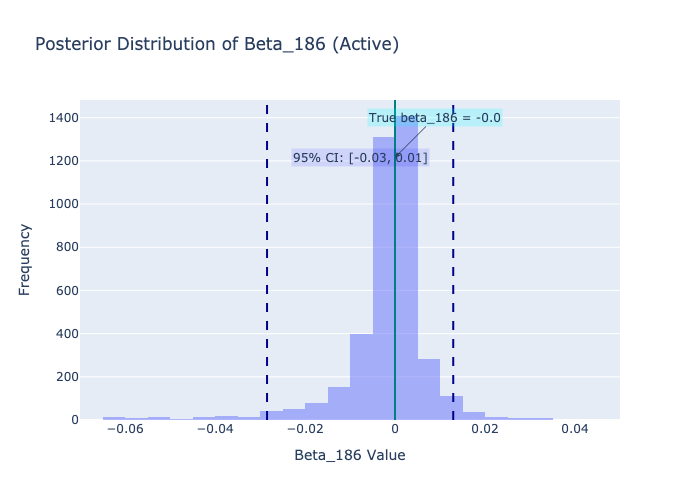 Posterior Distribution of Beta_186 (Active)
1400
1200
1000
800
600
400
200
0
Frequency
True beta_186 = -0.0
95% CI: [-0.03, 0.01]
−0.06
−0.04
−0.02
0
0.02
0.04
Beta_186 Value